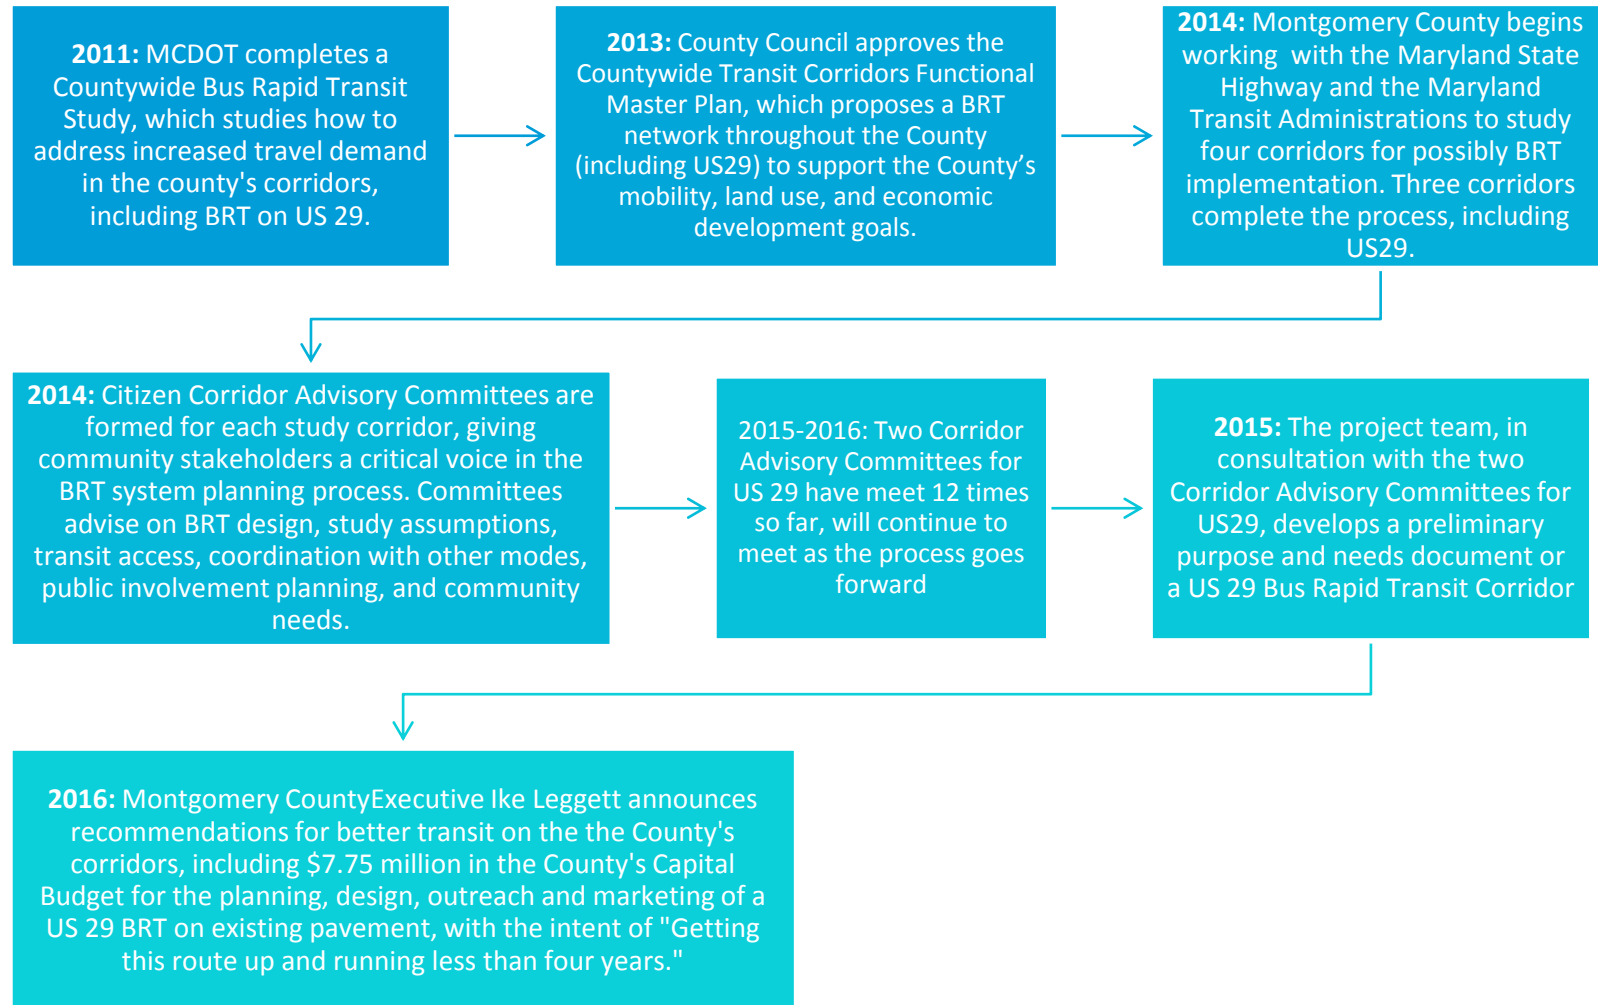 2011: MCDOT completes a
Countywide Bus Rapid Transit
Study, which studies how to
address increased travel demand
in the county's corridors,
including BRT on US 29.
2013: County Council approves the
Countywide Transit Corridors Functional
Master Plan, which proposes a BRT
network throughout the County
(including US29) to support the County’s
mobility, land use, and economic
development goals.
2014: Montgomery County begins
working with the Maryland State
Highway and the Maryland
Transit Administrations to study
four corridors for possibly BRT
implementation. Three corridors
complete the process, including
US29.
2014: Citizen Corridor Advisory Committees are
formed for each study corridor, giving
community stakeholders a critical voice in the
BRT system planning process. Committees
advise on BRT design, study assumptions,
transit access, coordination with other modes,
public involvement planning, and community
needs.
2015-2016: Two Corridor
Advisory Committees for
US 29 have meet 12 times
so far, will continue to
meet as the process goes
forward
2015: The project team, in
consultation with the two
Corridor Advisory Committees for
US29, develops a preliminary
purpose and needs document or
a US 29 Bus Rapid Transit Corridor
2016: Montgomery CountyExecutive Ike Leggett announces
recommendations for better transit on the the County's
corridors, including $7.75 million in the County's Capital
Budget for the planning, design, outreach and marketing of a
US 29 BRT on existing pavement, with the intent of "Getting
this route up and running less than four years."